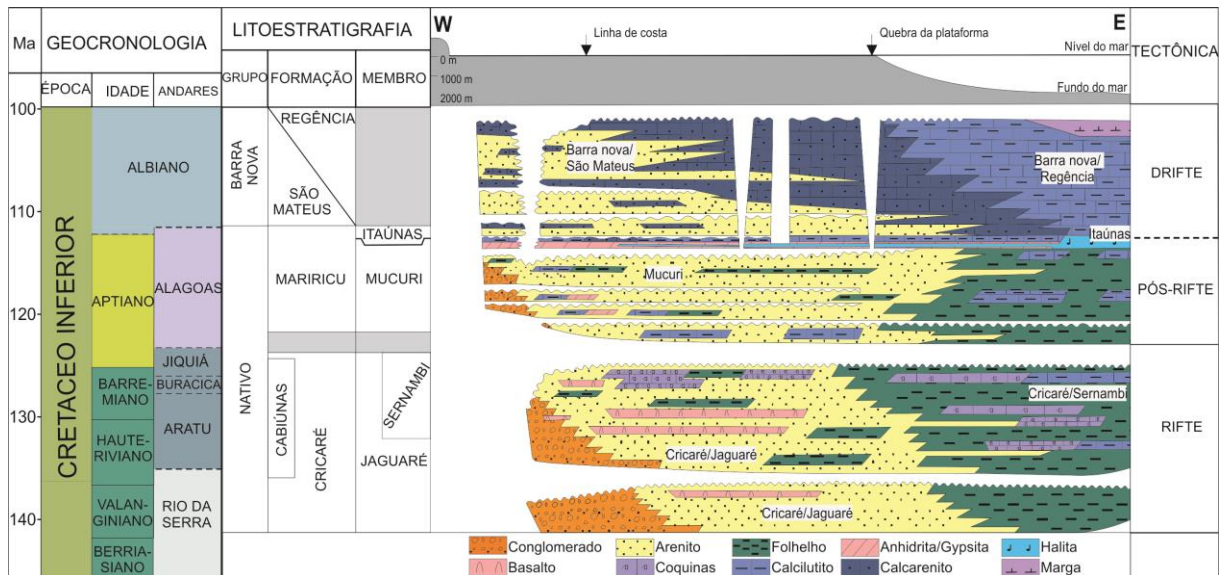 Ma
GEOCRONOLOGIA
ÉPOCA
IDADE
ANDARES
LITOESTRATIGRAFIA
GRUPO
FORMAÇÃO
MEMBRO
W
E
Linha de costa
Quebra da plataforma
Nível do mar
Fundo do mar
0 m
1000 m
2000 m
TECTÔNICA
100
110
120
130
140
CRETACEO INFERIOR
ALBIANO
APTIANO
BARRE-
MIANO
HAUTE-
RIVIANO
VALAN-
GINIANO
BERRIA-
SIANO
ALAGOAS
JIQUIÁ
BURACICA
ARATU
RIO DA
SERRA
BARRA
NOVA
NATIVO
REGÊNCIA
SÃO
MATEUS
MARIRICU
CABIÚNAS
CRICARÉ
ITAÚNAS
MUCURI
SERNAMBI
JAGUARÉ
Barra nova/
São Mateus
Barra nova/
Regência
Itaúnas
Mucuri
Cricaré/Sernambi
Cricaré/Jaguaré
Cricaré/Jaguaré
DRIFTE
PÓS-RIFTE
RIFTE
Conglomerado
Arenito
Folhelho
Anhidrita/Gypsita
Halita
Basalto
Coquinas
Calcilutito
Calcarenito
Marga